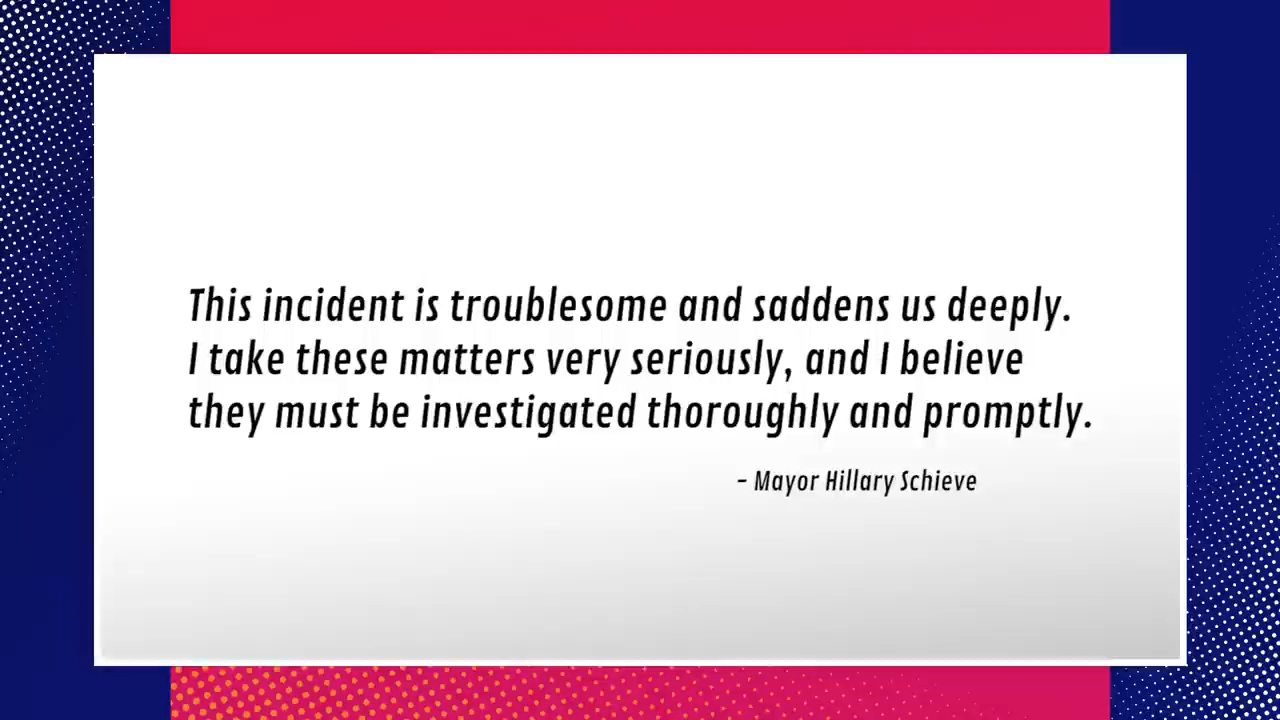 This incident is troublesome and saddens us deeply.
I take these matters very seriously, and I believe
they must be investigated thoroughly and promptly.
- Mayor Hillary Schieve